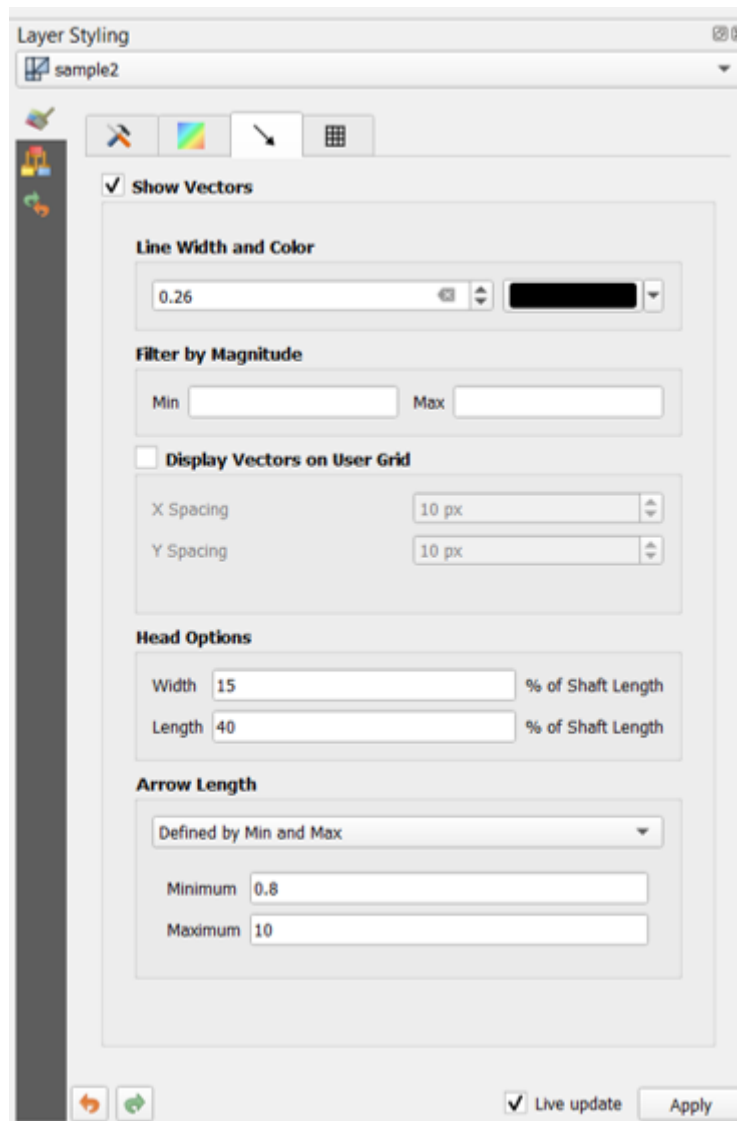 Layer Styling
sample2
Show Vectors
Line Width and Color
0.26
Filter by Magnitude
Min Max
Display Vectors on User Grid
X Spacing 10 px
Y Spacing 10 px
Head Options
Width 15 % of Shaft Length
Length 40 % of Shaft Length
Arrow Length
Defined by Min and Max
Minimum 0.8
Maximum 10
Live update Apply